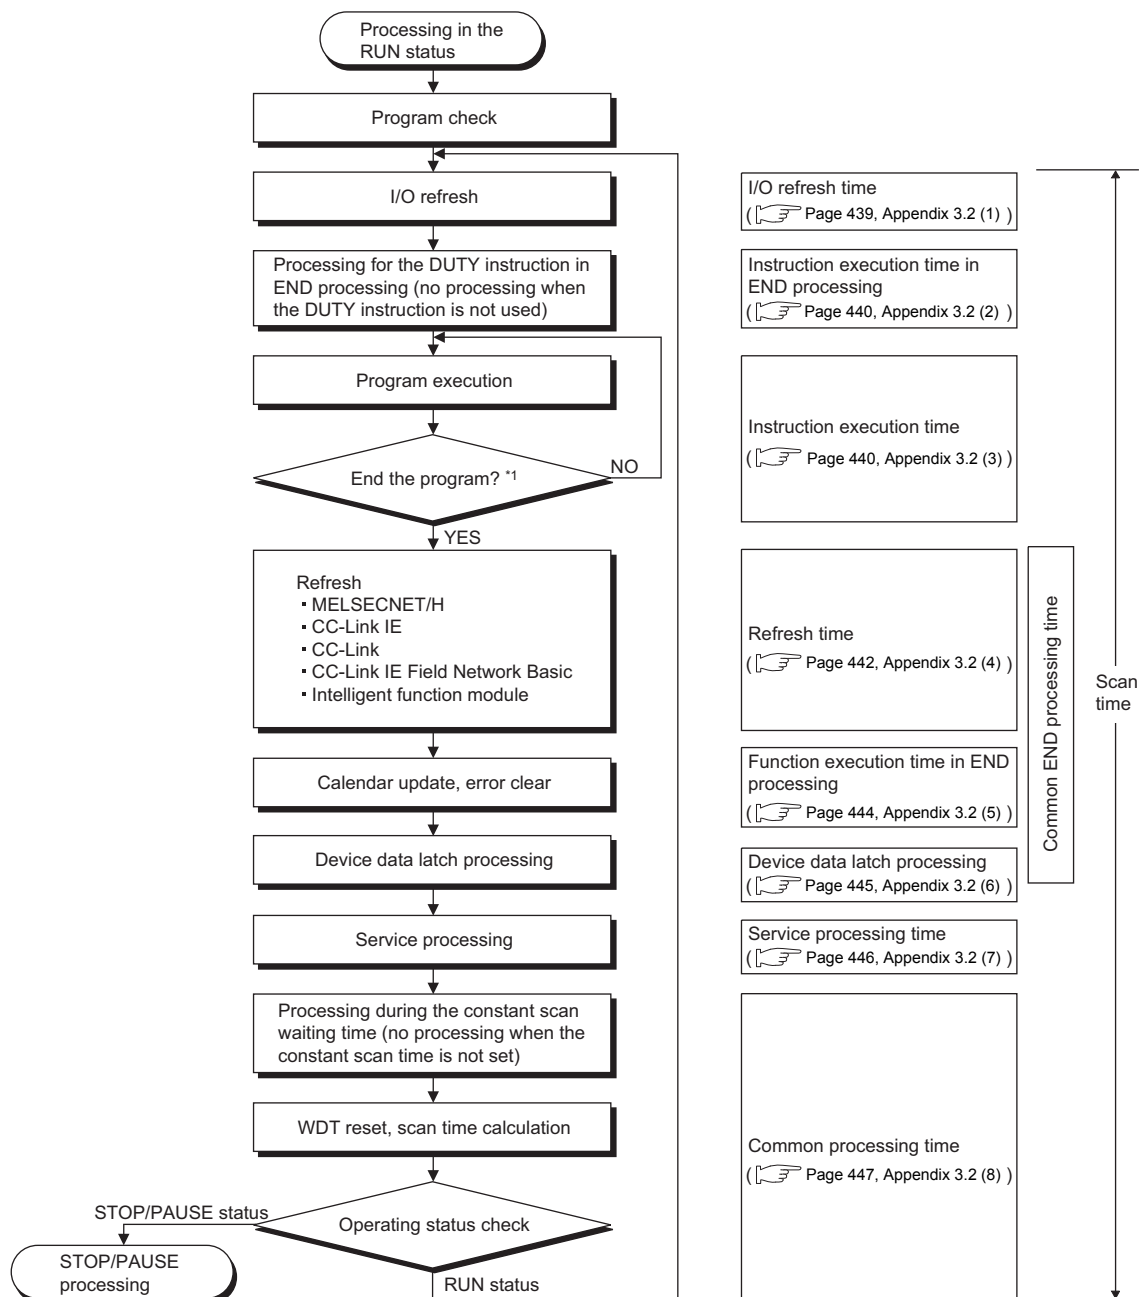 Processing in the
RUN status
Program check
I/O refresh
Processing for the DUTY instruction in
END processing (no processing when
the DUTY instruction is not used)
Program execution
End the program? *1
NO
YES
Refresh
▪ MELSECNET/H
▪ CC-Link IE
▪ CC-Link
▪ CC-Link IE Field Network Basic
▪ Intelligent function module
Calendar update, error clear
Device data latch processing
Service processing
Processing during the constant scan
waiting time (no processing when the
constant scan time is not set)
WDT reset, scan time calculation
Operating status check
STOP/PAUSE status
STOP/PAUSE
processing
RUN status
I/O refresh time
( Page 439, Appendix 3.2 (1) )
Instruction execution time in
END processing
( Page 440, Appendix 3.2 (2) )
Instruction execution time
( Page 440, Appendix 3.2 (3) )
Refresh time
( Page 442, Appendix 3.2 (4) )
Function execution time in END
processing
( Page 444, Appendix 3.2 (5) )
Device data latch processing
( Page 445, Appendix 3.2 (6) )
Service processing time
( Page 446, Appendix 3.2 (7) )
Common processing time
( Page 447, Appendix 3.2 (8) )
Common END processing time
Scan
time